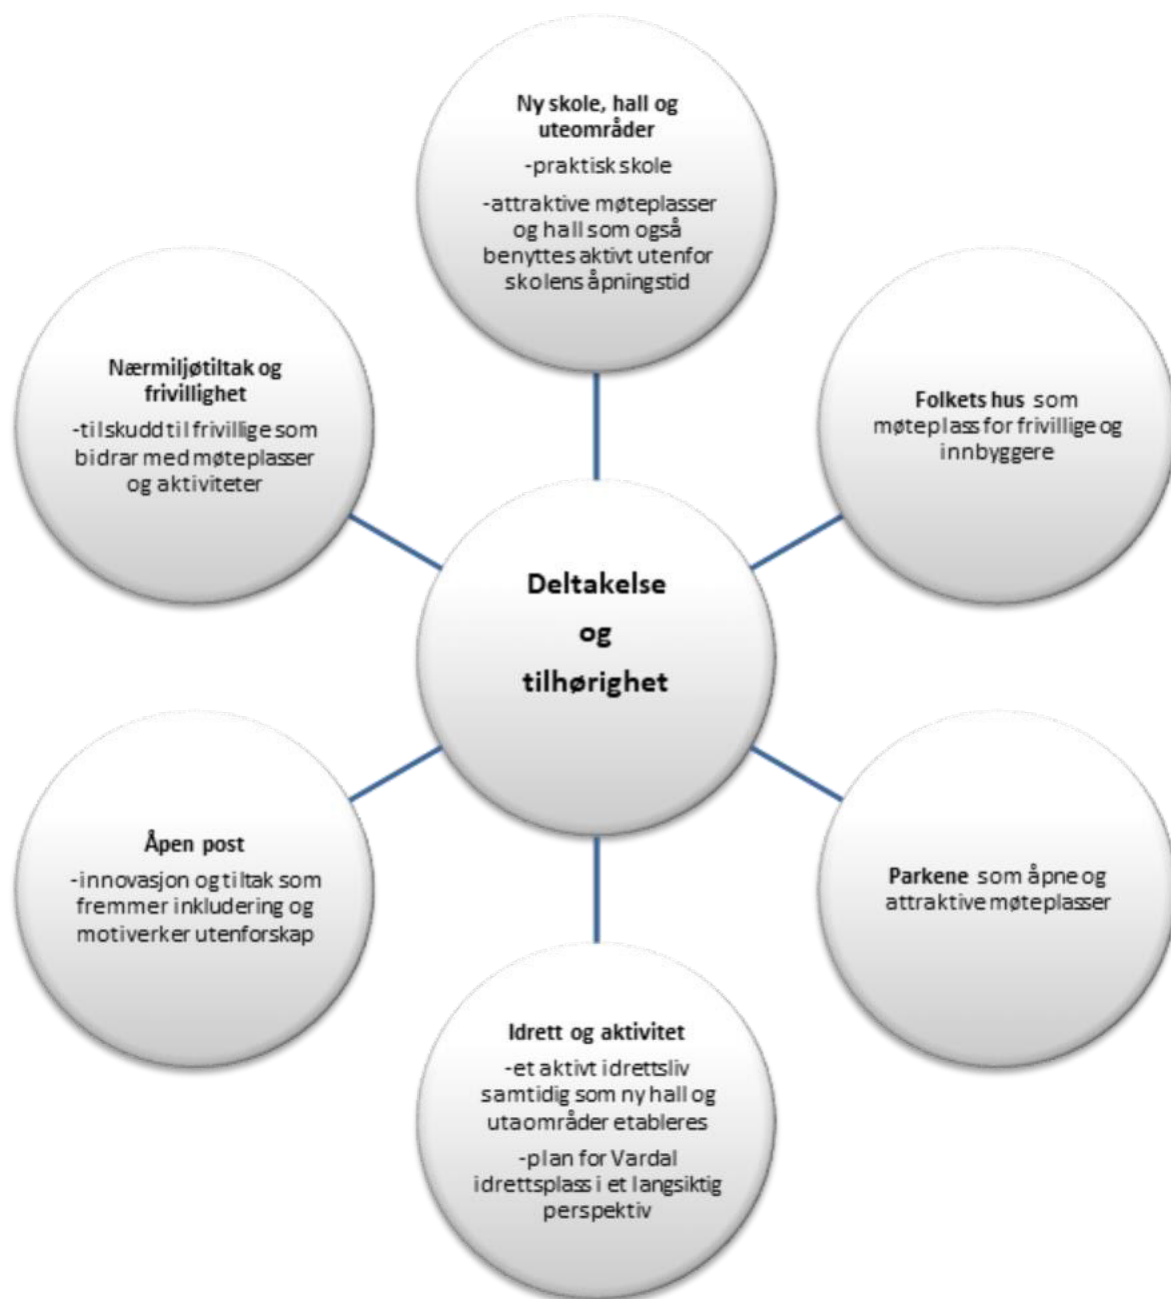 Ny skole, hall og
uteområder
-praktisk skole
-attraktive møteplasser
og hall som også
benyttes aktivt utenfor
skolens åpningstid
Folkets hus som
møteplass for frivillige og
innbyggere
Parkene som åpne og
attraktive møteplasser
Idrett og aktivitet
-et aktivt idrettsliv
samtidig som ny hall og
utaområder etableres
-plan for Vardal
idrettsplass i et langsiktig
perspektiv
Åpen post
-innovasjon og tiltak som
fremmer inkludering og
motiverker utenforskap
Nærmiljøtiltak og
frivillighet
-tilskudd til frivillige som
bidrar med møteplasser
og aktiviteter
Deltakelse
og
tilhørighet